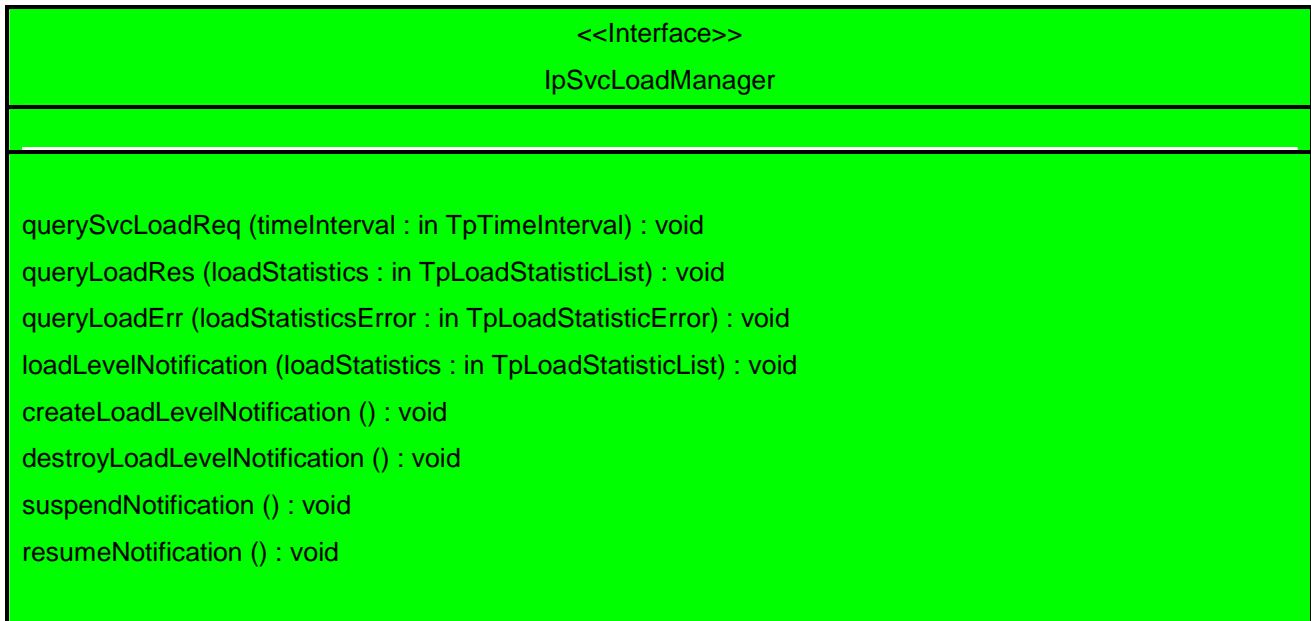 <<Interface>>
IpSvcLoadManager
querySvcLoadReq (timeInterval : in TpTimeInterval) : void
queryLoadRes (loadStatistics : in TpLoadStatisticList) : void
queryLoadErr (loadStatisticsError : in TpLoadStatisticError) : void
loadLevelNotification (loadStatistics : in TpLoadStatisticList) : void
createLoadLevelNotification () : void
destroyLoadLevelNotification () : void
suspendNotification () : void
resumeNotification () : void